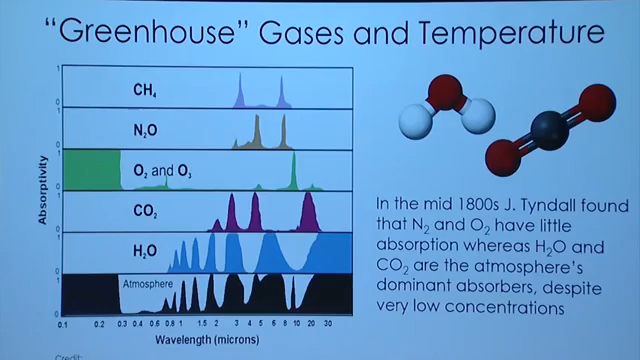 “Greenhouse” Gases and Temperature
Absorptivity
1
0
CH4
1
0
N2O
1
0
O2 and O3
1
0
CO2
1
0
H2O
1
0
Atmosphere
1
0
0.1 0.2 0.3 0.4 0.6 0.8 1 1.5 2 3 4 5 6 8 10 20 30
Wavelength (microns)
In the mid 1800s J. Tyndall found
that N2 and O2 have little
absorption whereas H2O and
CO2 are the atmosphere’s
dominant absorbers, despite
very low concentrations
Credit: